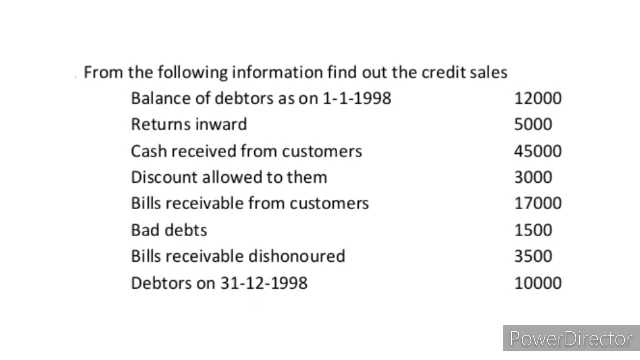 From the following information find out the credit sales
Balance of debtors as on 1-1-1998 12000
Returns inward 5000
Cash received from customers 45000
Discount allowed to them 3000
Bills receivable from customers 17000
Bad debts 1500
Bills receivable dishonoured 3500
Debtors on 31-12-1998 10000
PowerDirector